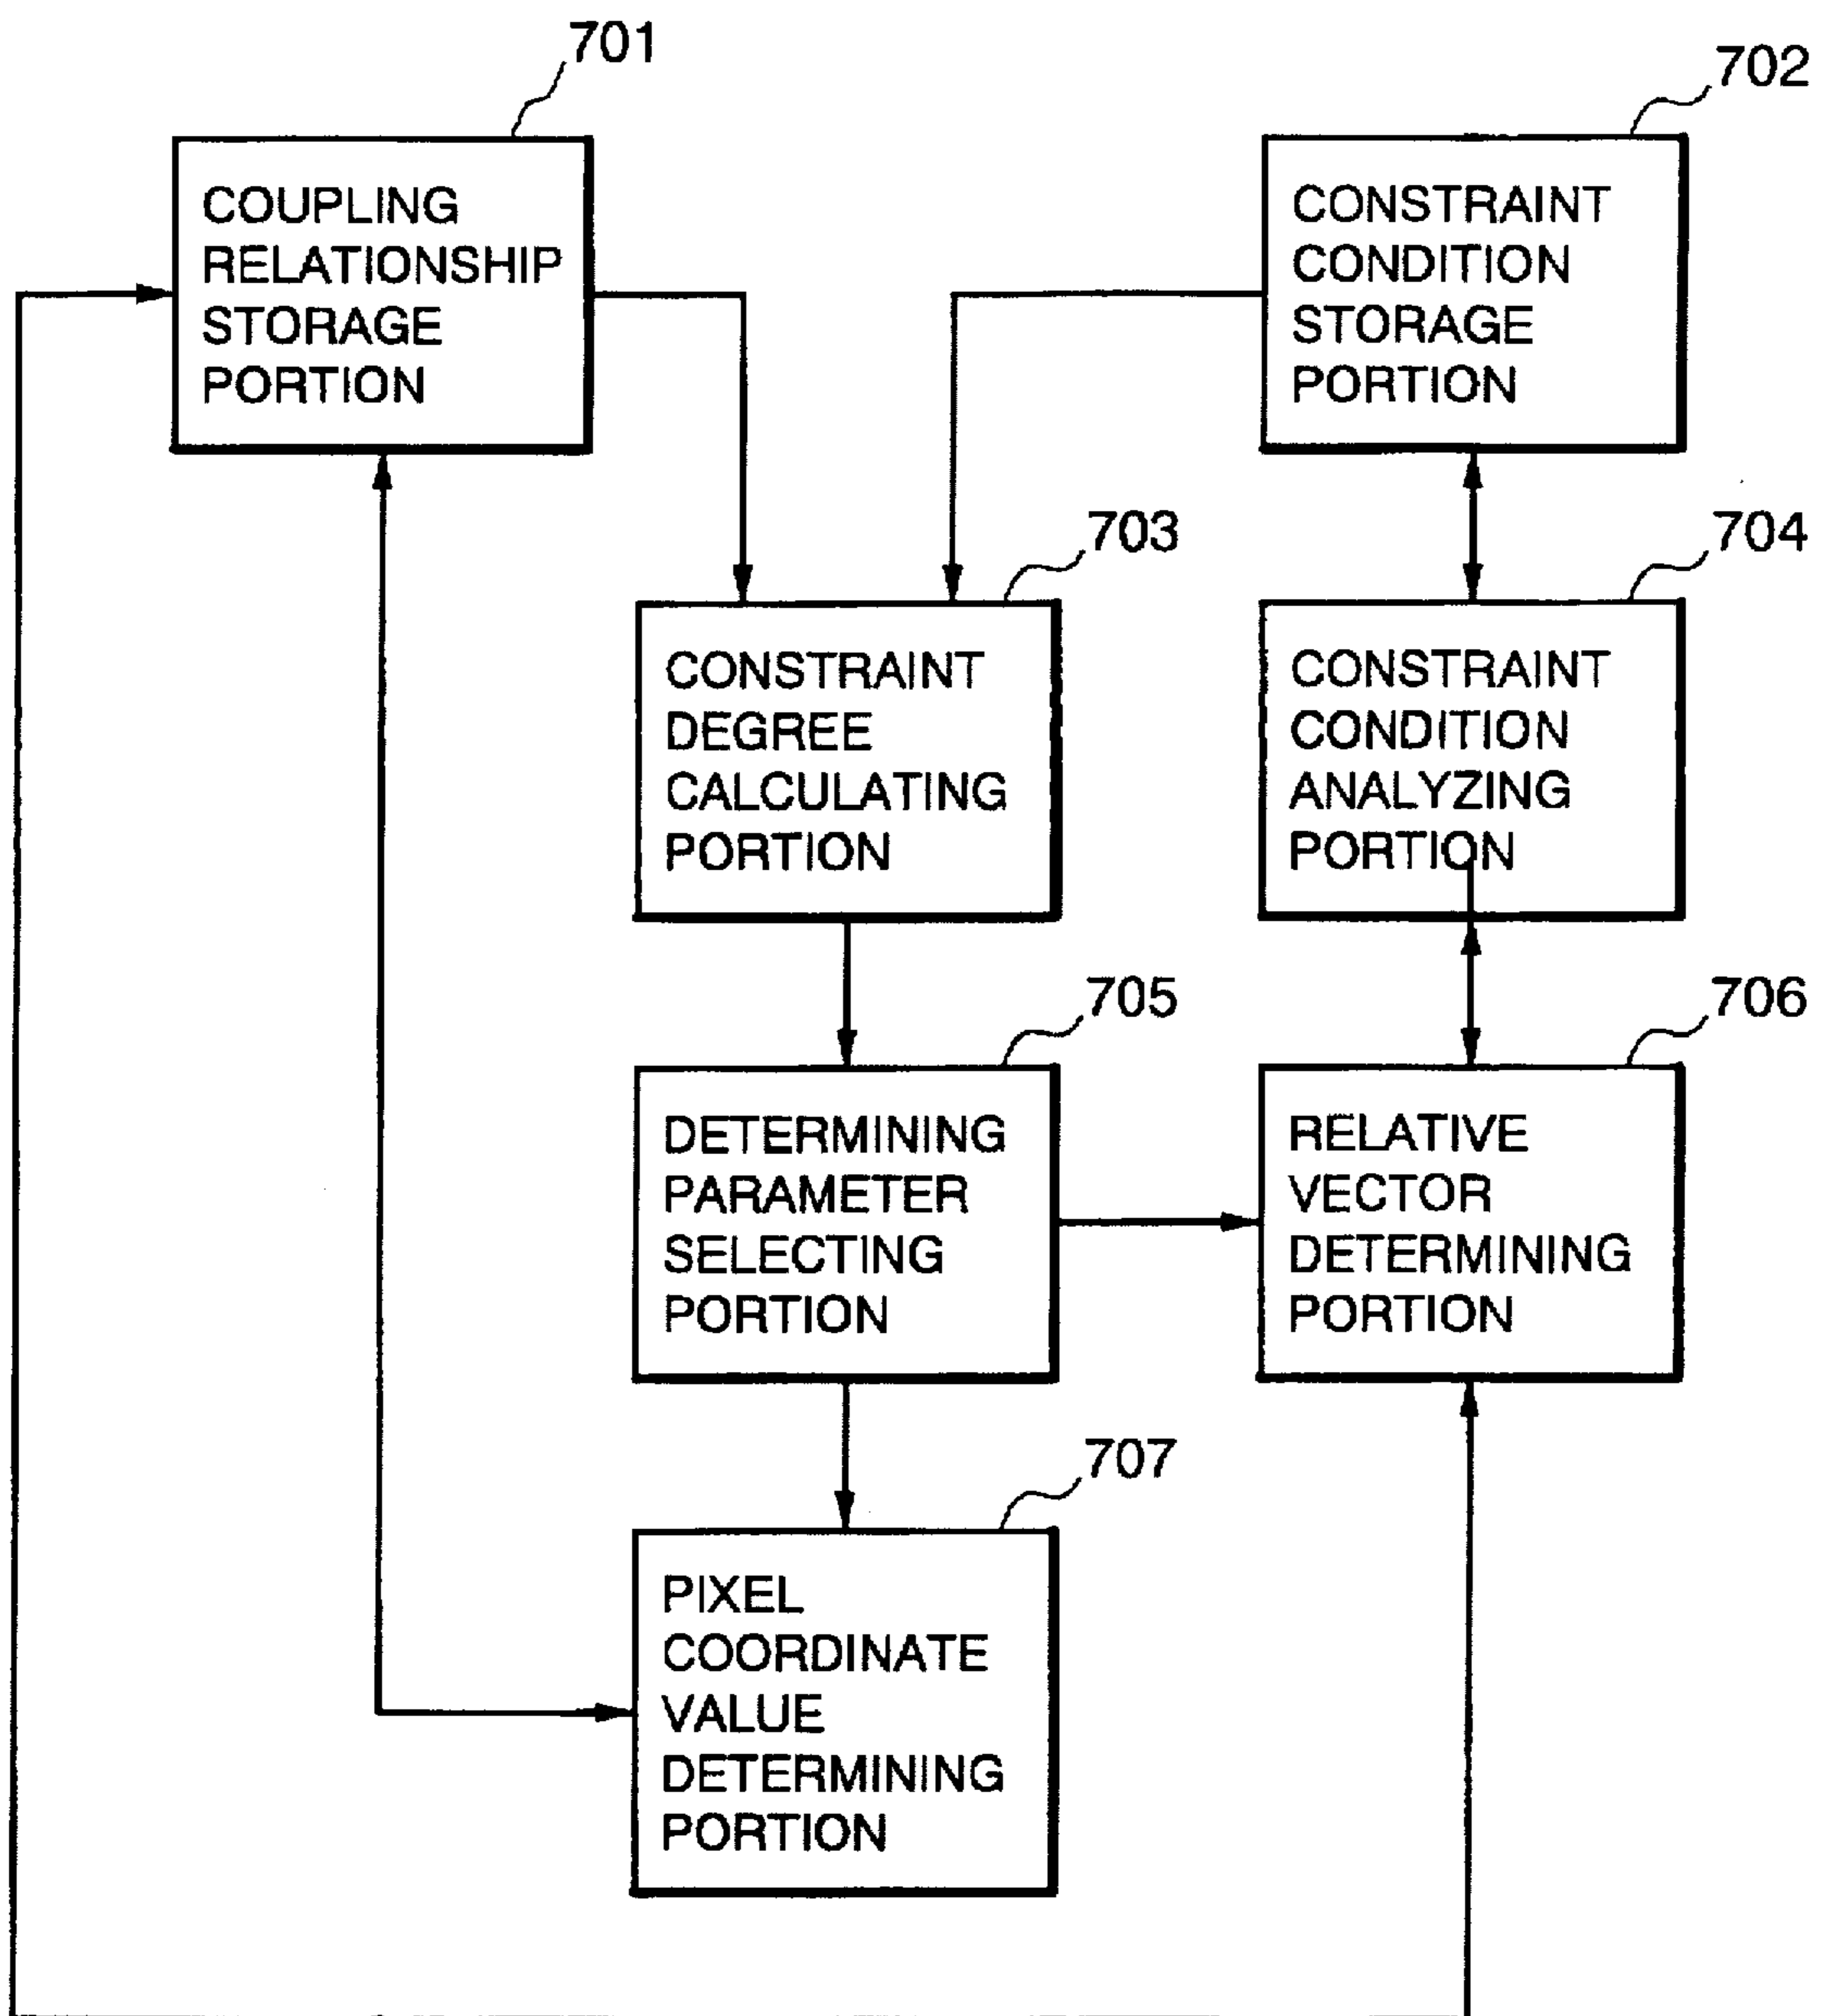 701
COUPLING
RELATIONSHIP
STORAGE
PORTION
702
CONSTRAINT
CONDITION
STORAGE
PORTION
703
CONSTRAINT
DEGREE
CALCULATING
PORTION
704
CONSTRAINT
CONDITION
ANALYZING
PORTION
705
DETERMINING
PARAMETER
SELECTING
PORTION
706
RELATIVE
VECTOR
DETERMINING
PORTION
707
PIXEL
COORDINATE
VALUE
DETERMINING
PORTION